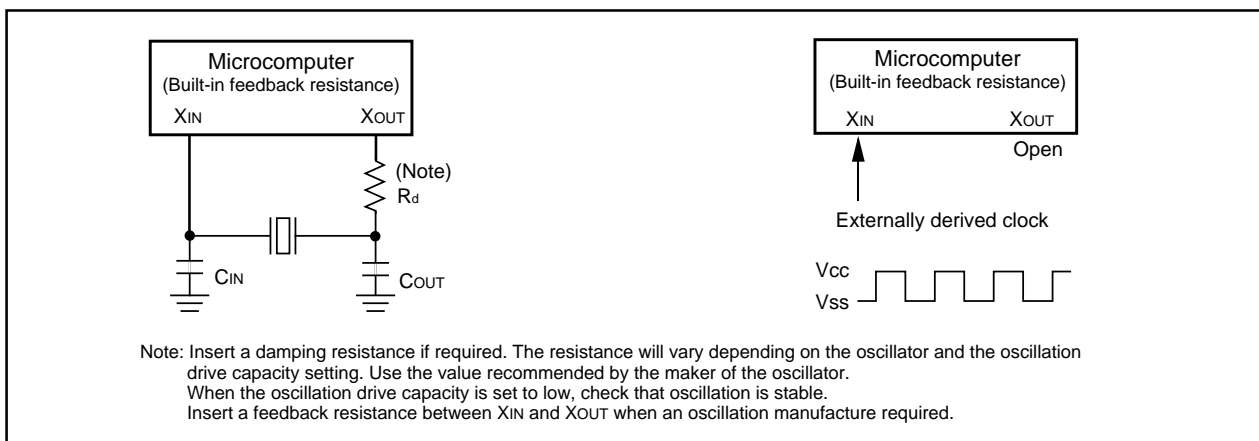 Microcomputer
(Built-in feedback resistance)
XIN XOUT
(Note)
Rd
CIN
COUT
Microcomputer
(Built-in feedback resistance)
XIN XOUT
Open
Externally derived clock
Vcc
Vss
Note: Insert a damping resistance if required. The resistance will vary depending on the oscillator and the oscillation
drive capacity setting. Use the value recommended by the maker of the oscillator.
When the oscillation drive capacity is set to low, check that oscillation is stable.
Insert a feedback resistance between XIN and XOUT when an oscillation manufacture required.